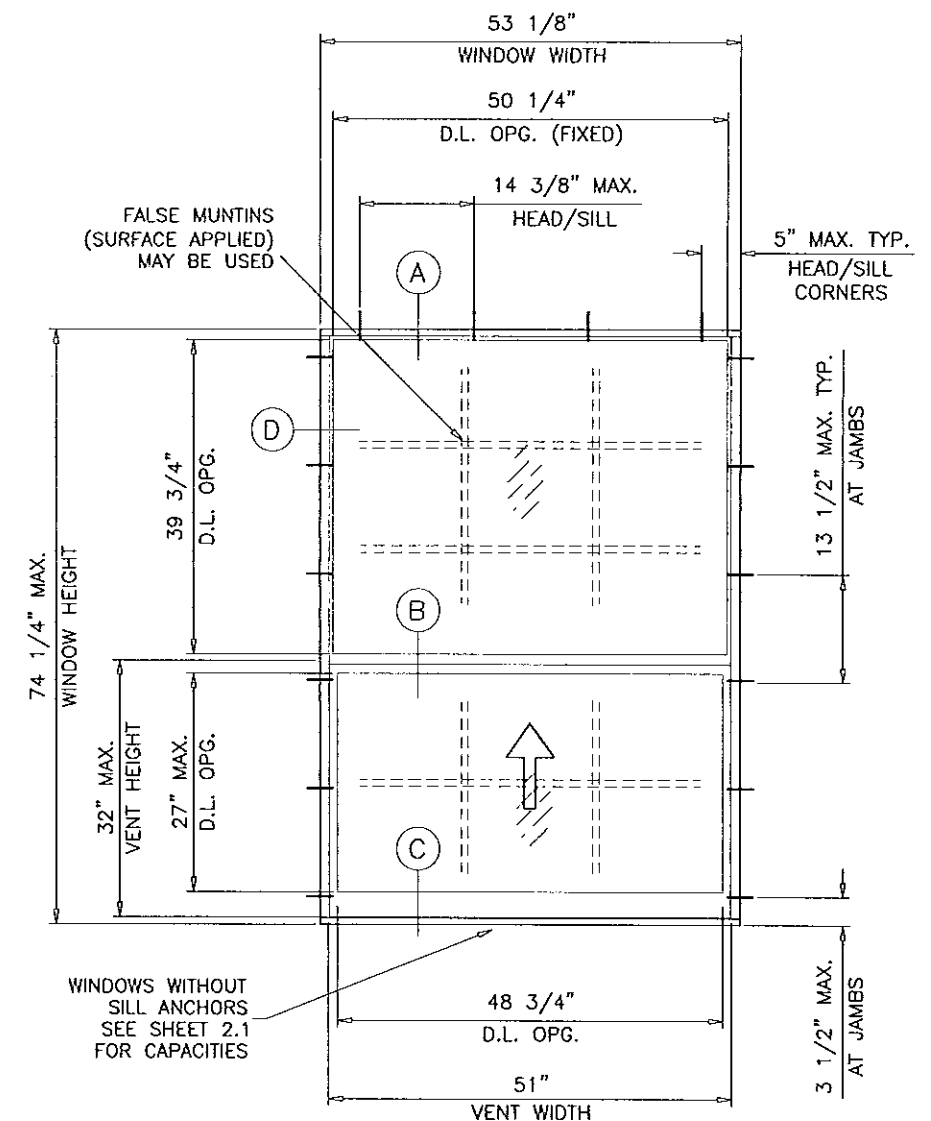 53 1/8"
WINDOW WIDTH
50 1/4"
D.L. OPG. (FIXED)
14 3/8" MAX.
HEAD/SILL
FALSE MUNTINS
(SURFACE APPLIED)
MAY BE USED
5" MAX. TYP.
HEAD/SILL
CORNERS
A
D
B
C
74 1/4" MAX.
WINDOW HEIGHT
39 3/4"
D.L. OPG.
32" MAX.
VENT HEIGHT
27" MAX.
D.L. OPG.
13 1/2" MAX. TYP.
AT JAMBS
3 1/2" MAX.
AT JAMBS
WINDOWS WITHOUT
SILL ANCHORS
SEE SHEET 2.1
FOR CAPACITIES
48 3/4"
D.L. OPG.
51"
VENT WIDTH